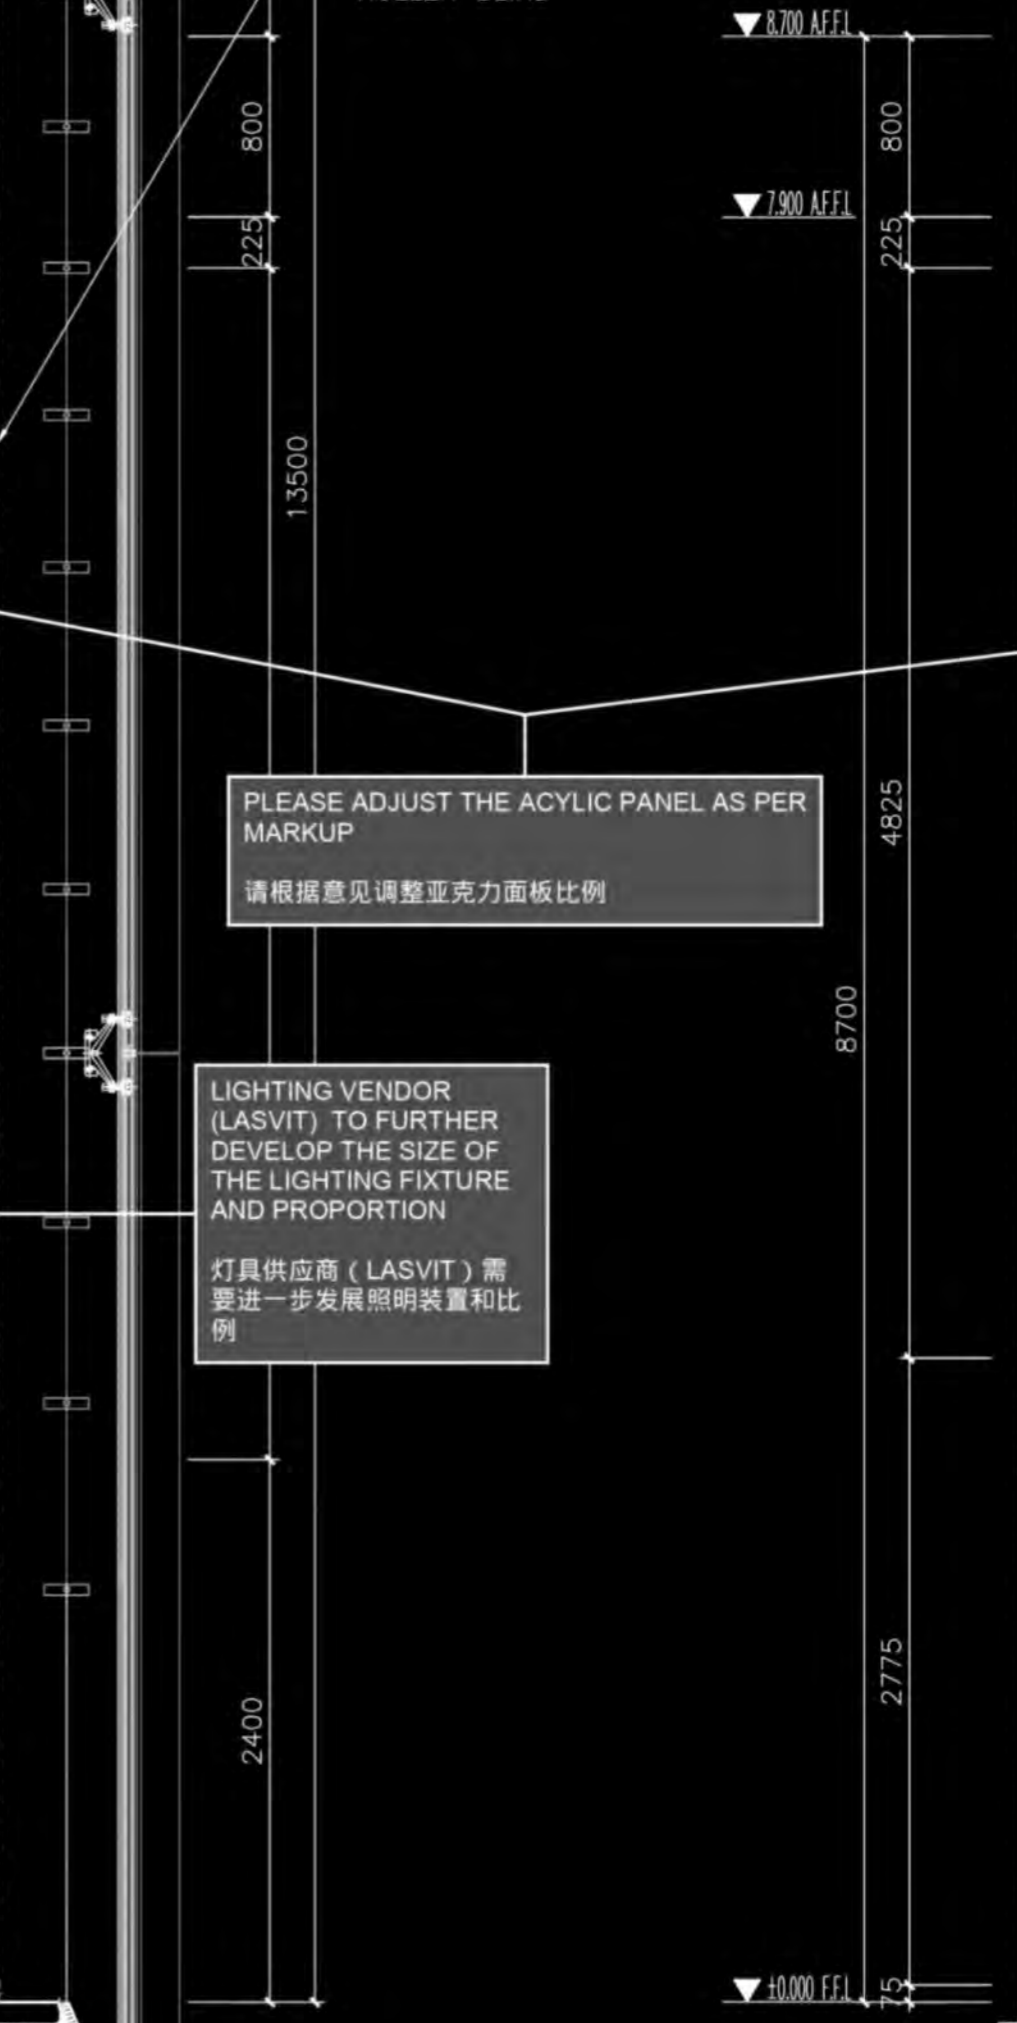 8.700 A.F.F.L
800
800
7.900 A.F.F.L
225
225
13500
PLEASE ADJUST THE ACYLIC PANEL AS PER
MARKUP
请根据意见调整亚克力面板比例
4825
8700
LIGHTING VENDOR
(LASVIT) TO FURTHER
DEVELOP THE SIZE OF
THE LIGHTING FIXTURE
AND PROPORTION
灯具供应商（LASVIT）需
要进一步发展照明装置和比
例
2775
2400
±0.000 F.F.L
75